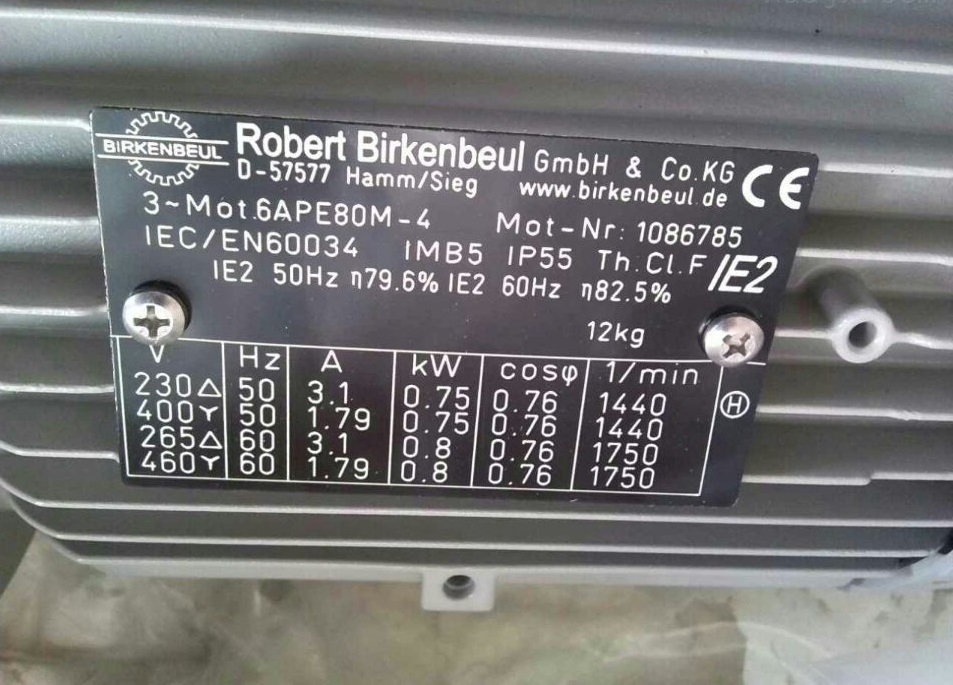 BIRKENBEUL
Robert Birkenbeul GmbH & Co.KG
D-57577 Hamm/Sieg www.birkenbeul.de
CE
3~Mot.6APE80M-4 Mot-Nr: 1086785
IEC/EN60034 IMB5 IP55 Th.Cl.F IE2
IE2 50Hz η79.6% IE2 60Hz η82.5%
12kg
V Hz A kW cosφ 1/min
230△ 50 3.1 0.75 0.76 1440
400Y 50 1.79 0.75 0.76 1440
265△ 60 3.1 0.8 0.76 1750
460Y 60 1.79 0.8 0.76 1750
H